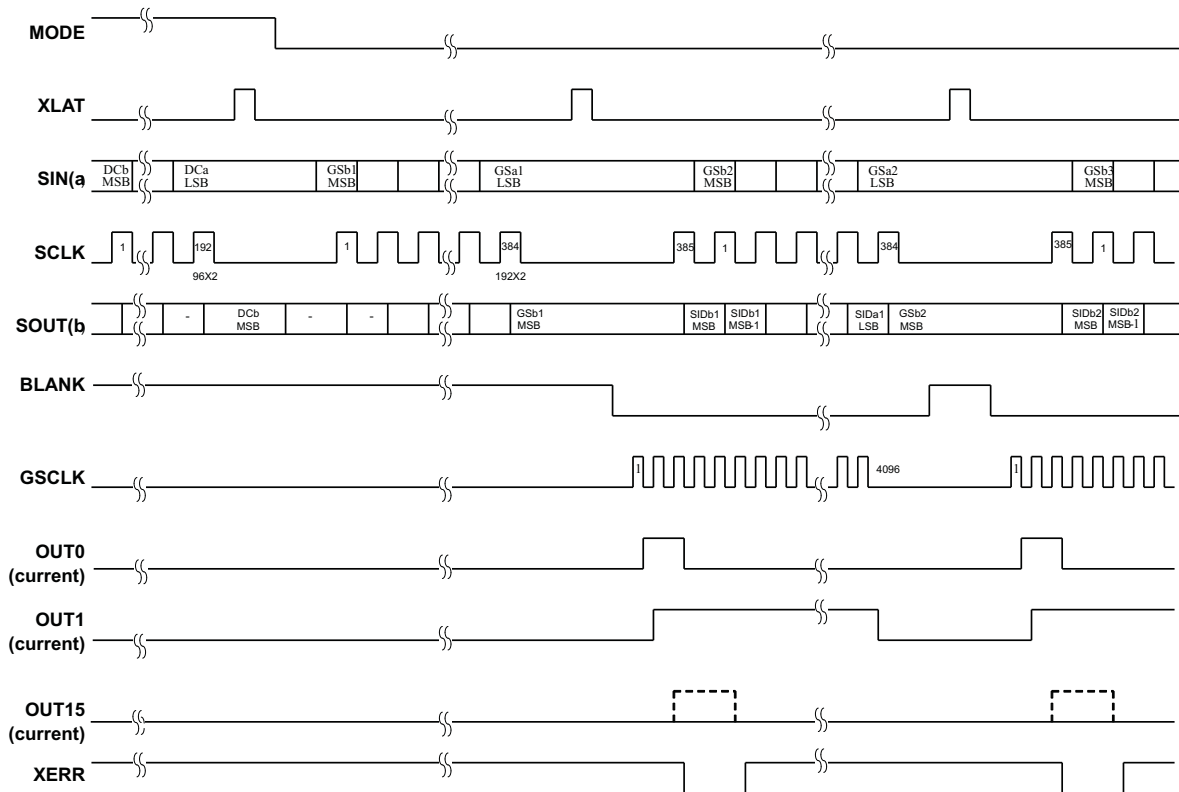 MODE
XLAT
SIN(a)
DCb
MSB
DCa
LSB
GSb1
MSB
GSa1
LSB
GSb2
MSB
GSa2
LSB
GSb3
MSB
SCLK
1
192
96X2
1
384
192X2
385
1
384
385
1
SOUT(b)
-
DCb
MSB
-
-
GSb1
MSB
SIDb1
MSB
SIDb1
MSB-1
SIDa1
LSB
GSb2
MSB
SIDb2
MSB
SIDb2
MSB-1
BLANK
GSCLK
1
4096
1
OUT0
(current)
OUT1
(current)
OUT15
(current)
XERR